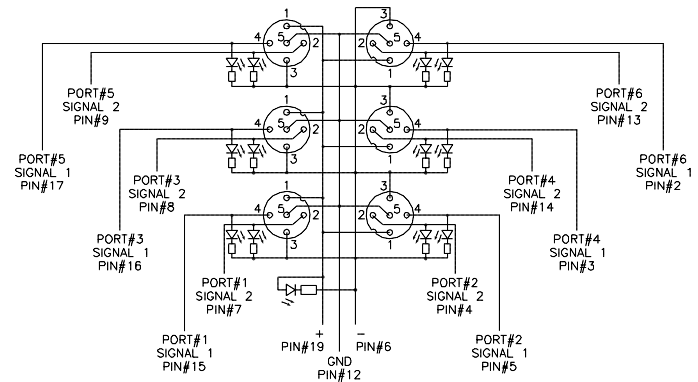 1
3
4
5
2
2
5
4
3
1
PORT#5
SIGNAL 2
PIN#9
PORT#6
SIGNAL 2
PIN#13
1
3
4
5
2
2
5
4
3
1
PORT#5
SIGNAL 1
PIN#17
PORT#6
SIGNAL 1
PIN#2
PORT#3
SIGNAL 2
PIN#8
PORT#4
SIGNAL 2
PIN#14
1
3
4
5
2
2
5
4
3
1
PORT#3
SIGNAL 1
PIN#16
PORT#4
SIGNAL 1
PIN#3
PORT#1
SIGNAL 2
PIN#7
PORT#2
SIGNAL 2
PIN#4
PORT#1
SIGNAL 1
PIN#15
+
PIN#19
−
PIN#6
GND
PIN#12
PORT#2
SIGNAL 1
PIN#5